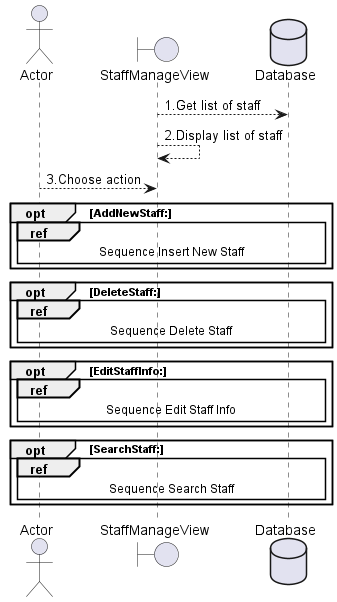 Actor
StaffManageView
Database
1.Get list of staff
2.Display list of staff
3.Choose action
opt [AddNewStaff:]
ref
Sequence Insert New Staff
opt [DeleteStaff:]
ref
Sequence Delete Staff
opt [EditStaffInfo:]
ref
Sequence Edit Staff Info
opt [SearchStaff:]
ref
Sequence Search Staff
Actor
StaffManageView
Database